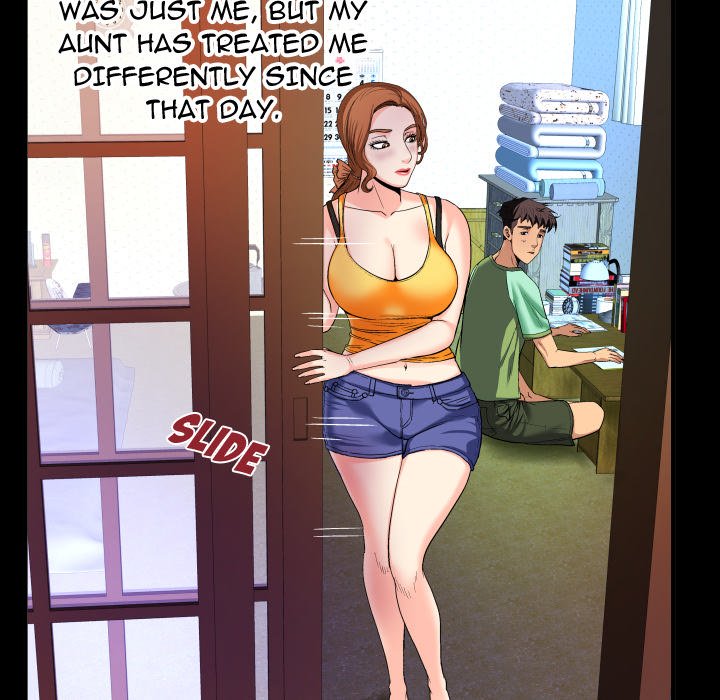 WAS JUST ME, BUT MY
AUNT HAS TREATED ME
DIFFERENTLY SINCE
THAT DAY.
SLIDE